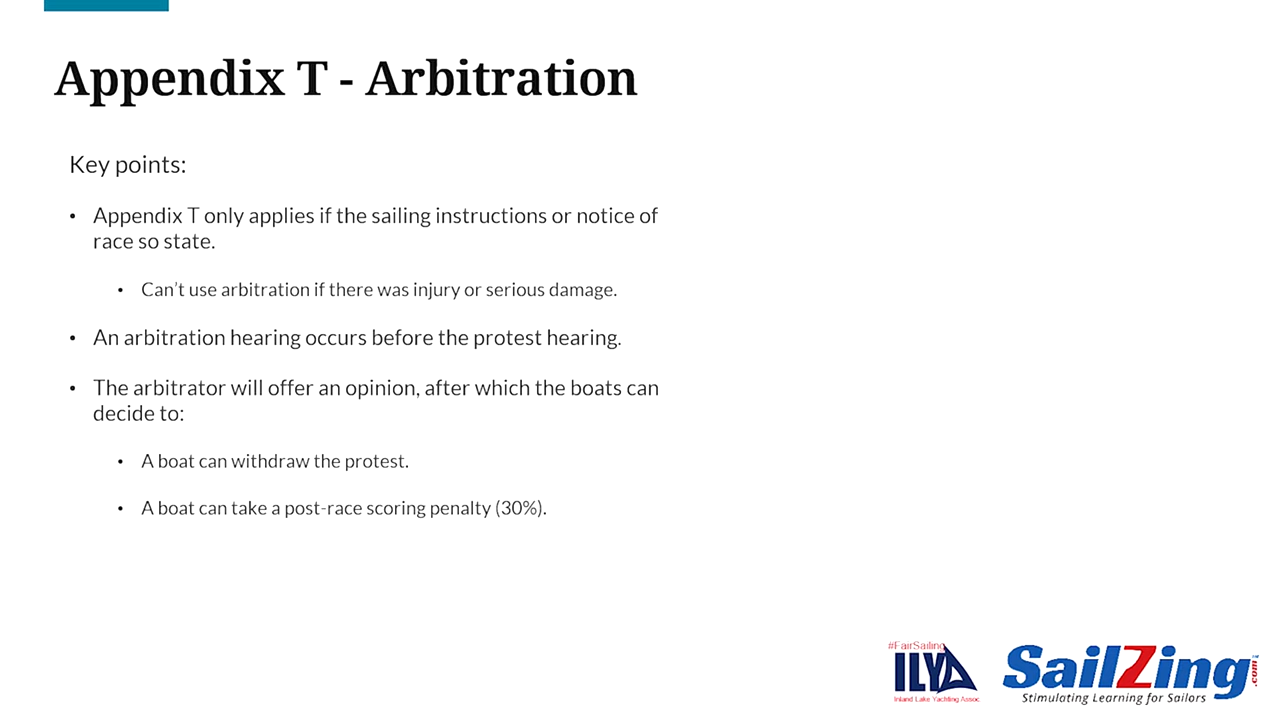 Appendix T - Arbitration
Key points:
• Appendix T only applies if the sailing instructions or notice of
race so state.
• Can’t use arbitration if there was injury or serious damage.
• An arbitration hearing occurs before the protest hearing.
• The arbitrator will offer an opinion, after which the boats can
decide to:
• A boat can withdraw the protest.
• A boat can take a post-race scoring penalty (30%).
#FairSailing
ILYA
Inland Lake Yachting Assoc.
SailZing.com
Stimulating Learning for Sailors